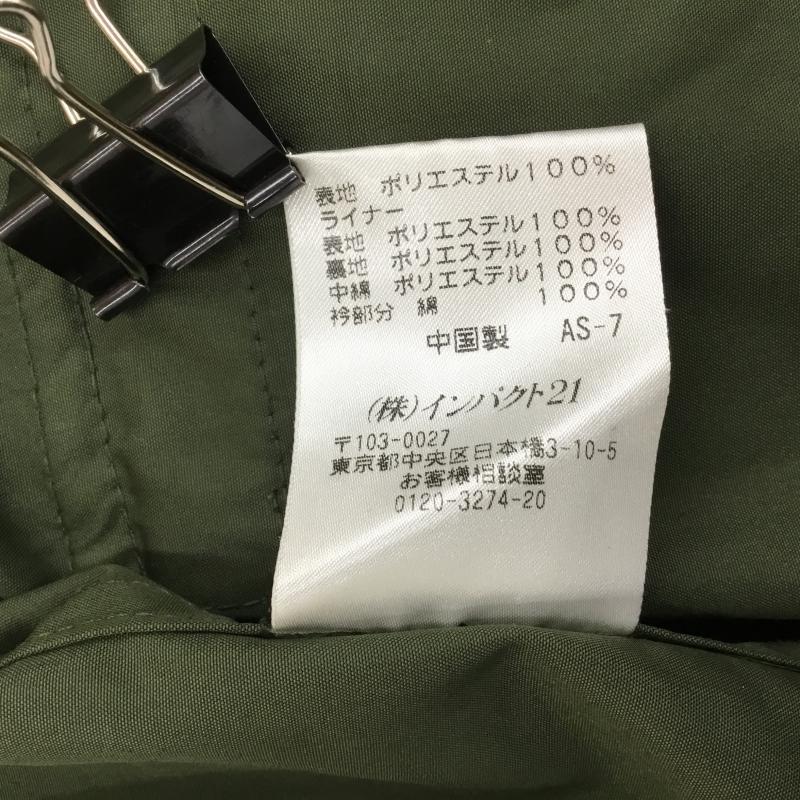 表地 ポリエステル100%
ライナー
表地 ポリエステル100%
裏地 ポリエステル100%
中綿 ポリエステル100%
衿部分 綿 100%
中国製 AS-7
(株)インパクト21
〒103-0027
東京都中央区日本橋3-10-5
お客様相談室
0120-3274-20